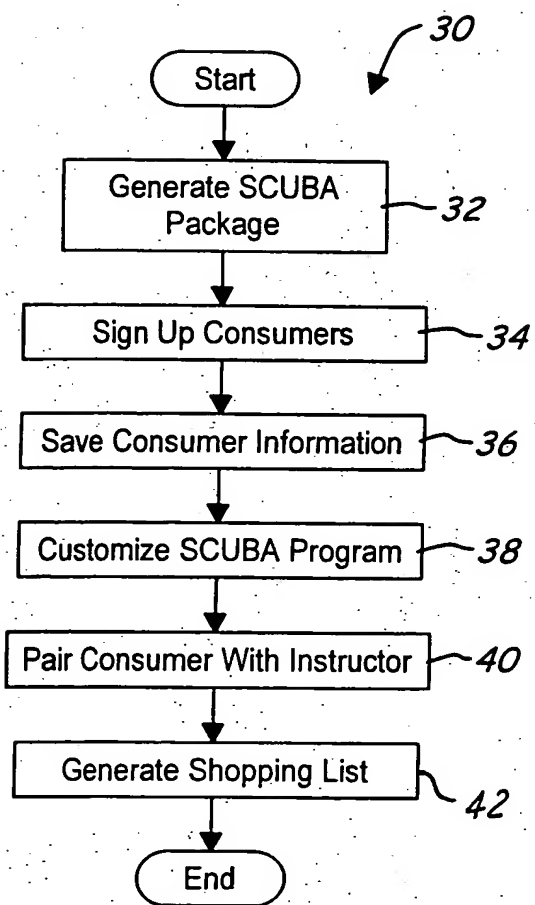 30
Start
Generate SCUBA
Package
32
Sign Up Consumers
34
Save Consumer Information
36
Customize SCUBA Program
38
Pair Consumer With Instructor
40
Generate Shopping List
42
End